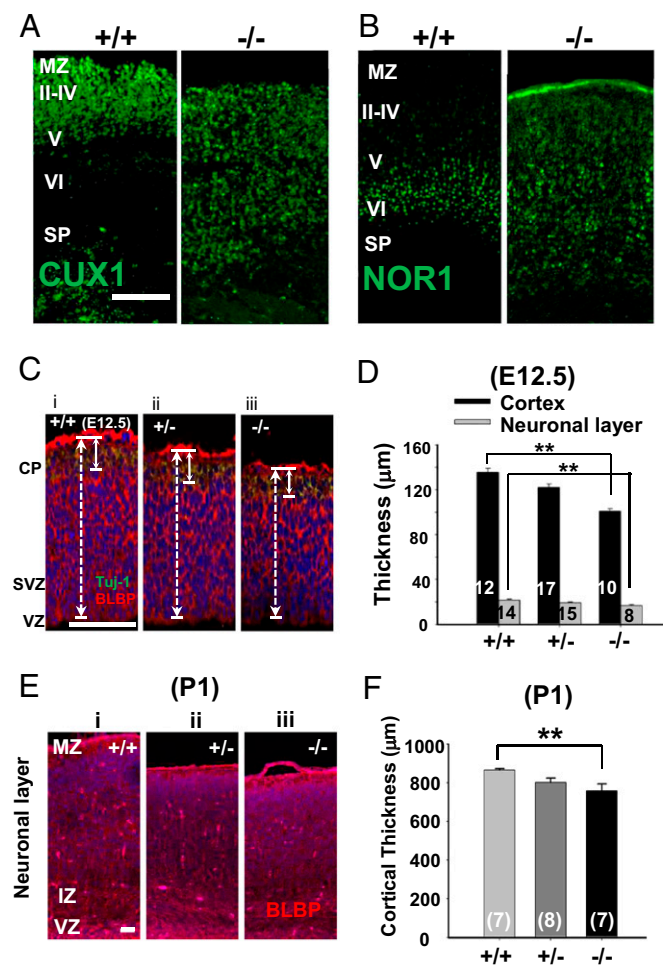 A
+/+
-/-
MZ
II-IV
V
VI
SP
CUX1
B
+/+
-/-
MZ
II-IV
V
VI
SP
NOR1
C
i
ii
iii
+/+ (E12.5)
+/-
-/-
CP
SVZ
VZ
Tuj-1
BLBP
D
(E12.5)
Cortex
Neuronal layer
**
**
Thickness (μm)
160
120
80
40
0
12
14
17
15
10
8
+/+
+/-
-/-
E
(P1)
i
ii
iii
MZ
+/+
+/-
-/-
Neuronal layer
IZ
VZ
BLBP
F
(P1)
**
Cortical Thickness (μm)
1000
800
600
400
200
0
(7)
(8)
(7)
+/+
+/-
-/-